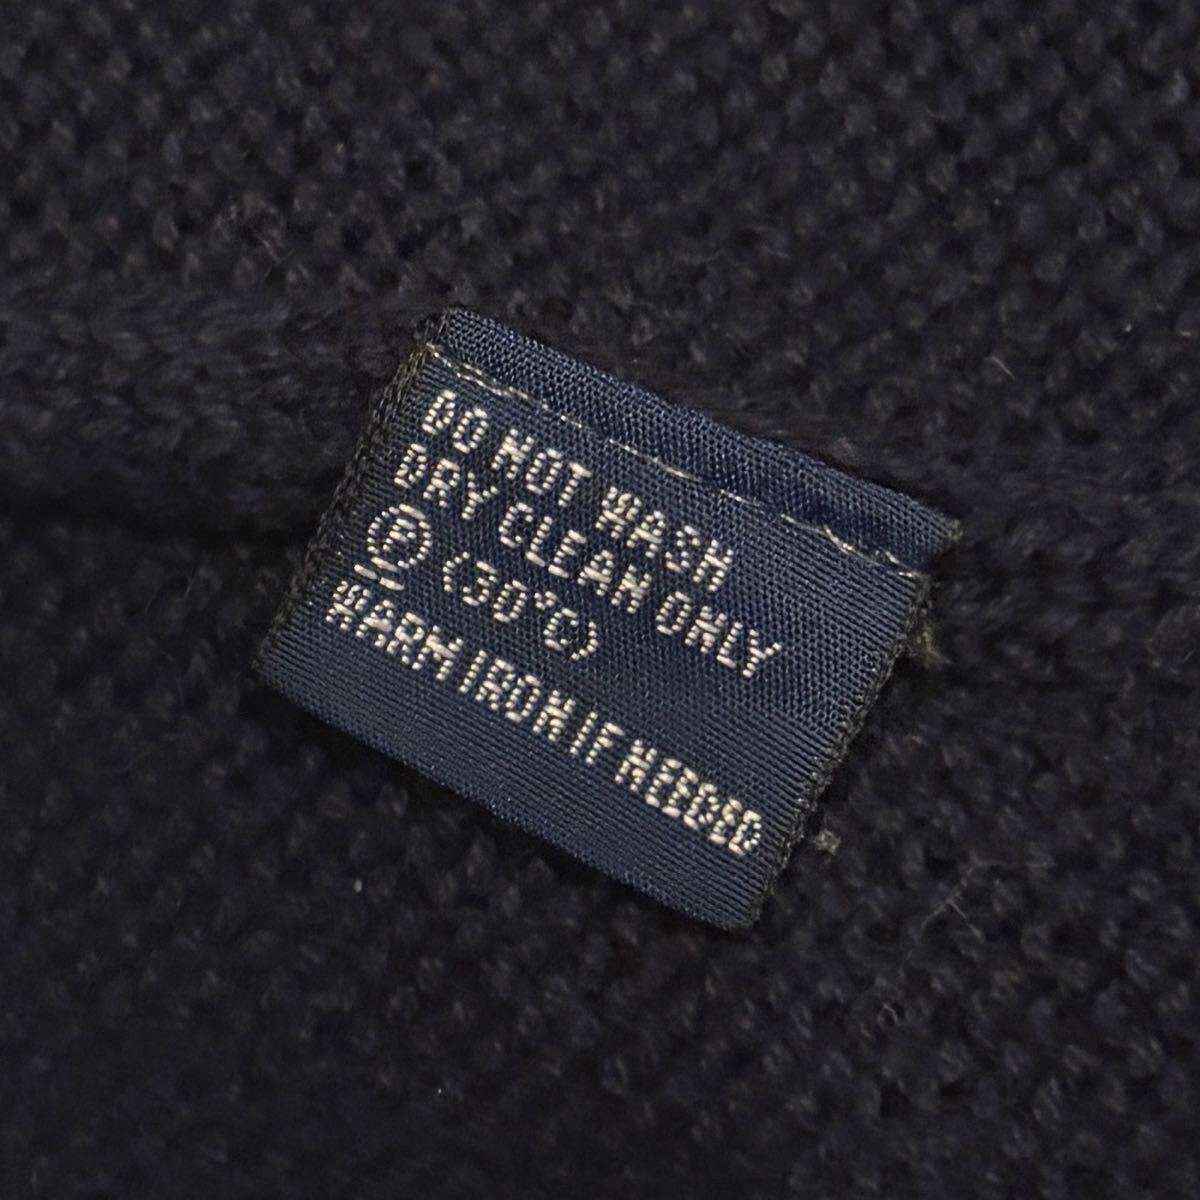 DO NOT WASH
DRY CLEAN ONLY
Ⓟ (30°C)
WARM IRON IF NEEDED